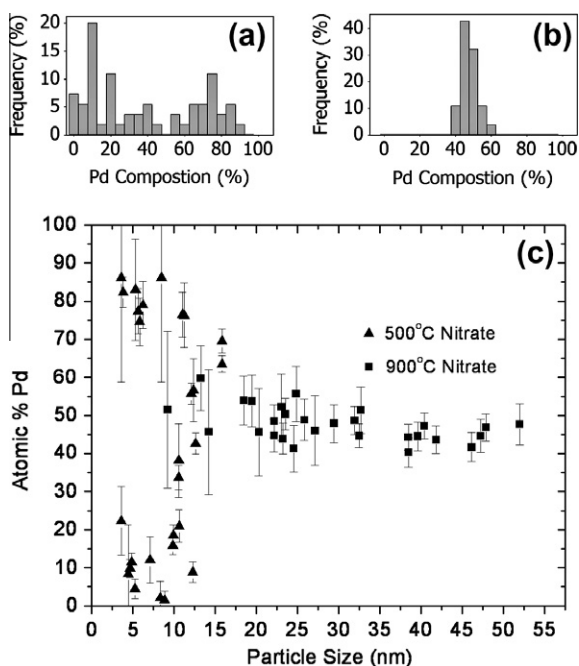 (a)
Frequency (%)
20
15
10
5
0
0 20 40 60 80 100
Pd Compostion (%)
(b)
Frequency (%)
40
30
20
10
0
0 20 40 60 80 100
Pd Compostion (%)
(c)
Atomic % Pd
100
90
80
70
60
50
40
30
20
10
0
500°C Nitrate
900°C Nitrate
0 5 10 15 20 25 30 35 40 45 50 55
Particle Size (nm)